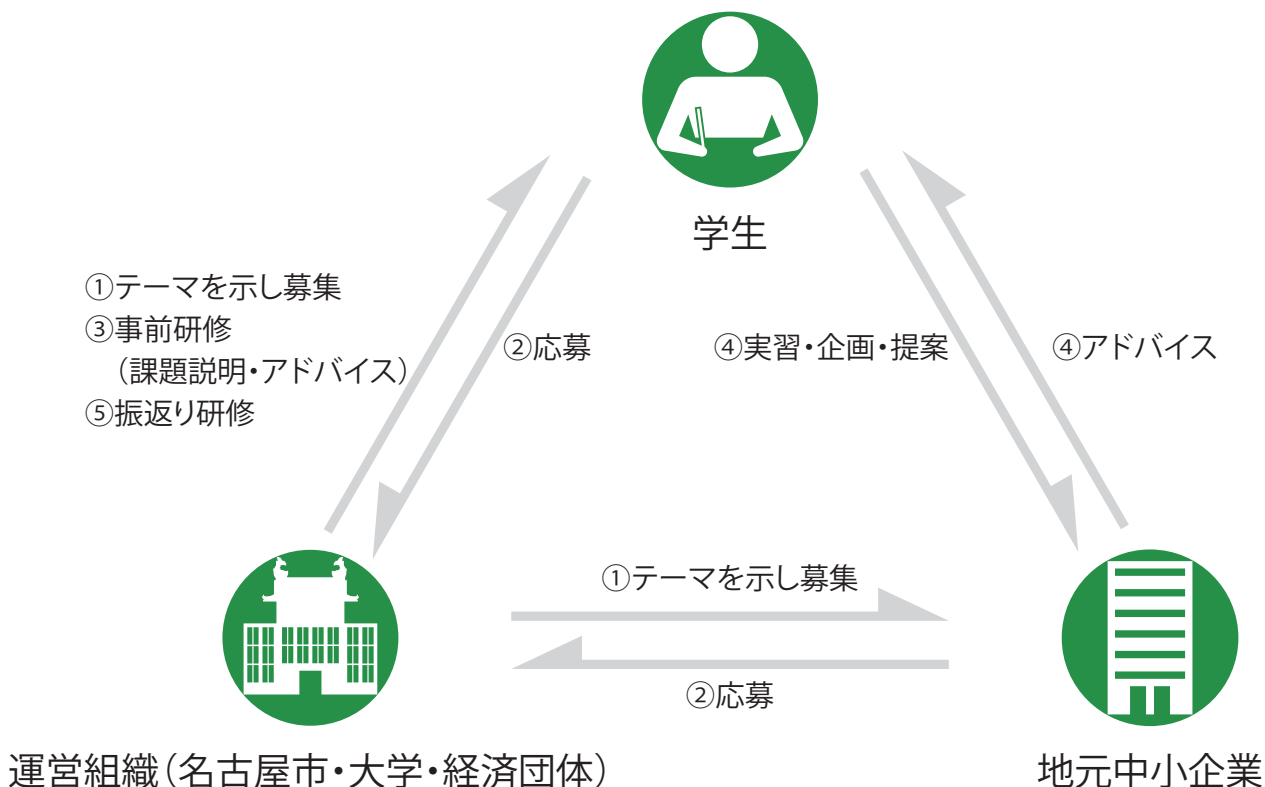 学生
①テーマを示し募集
③事前研修
（課題説明・アドバイス）
⑤振返り研修
②応募
④実習・企画・提案
④アドバイス
①テーマを示し募集
②応募
運営組織（名古屋市・大学・経済団体）
地元中小企業